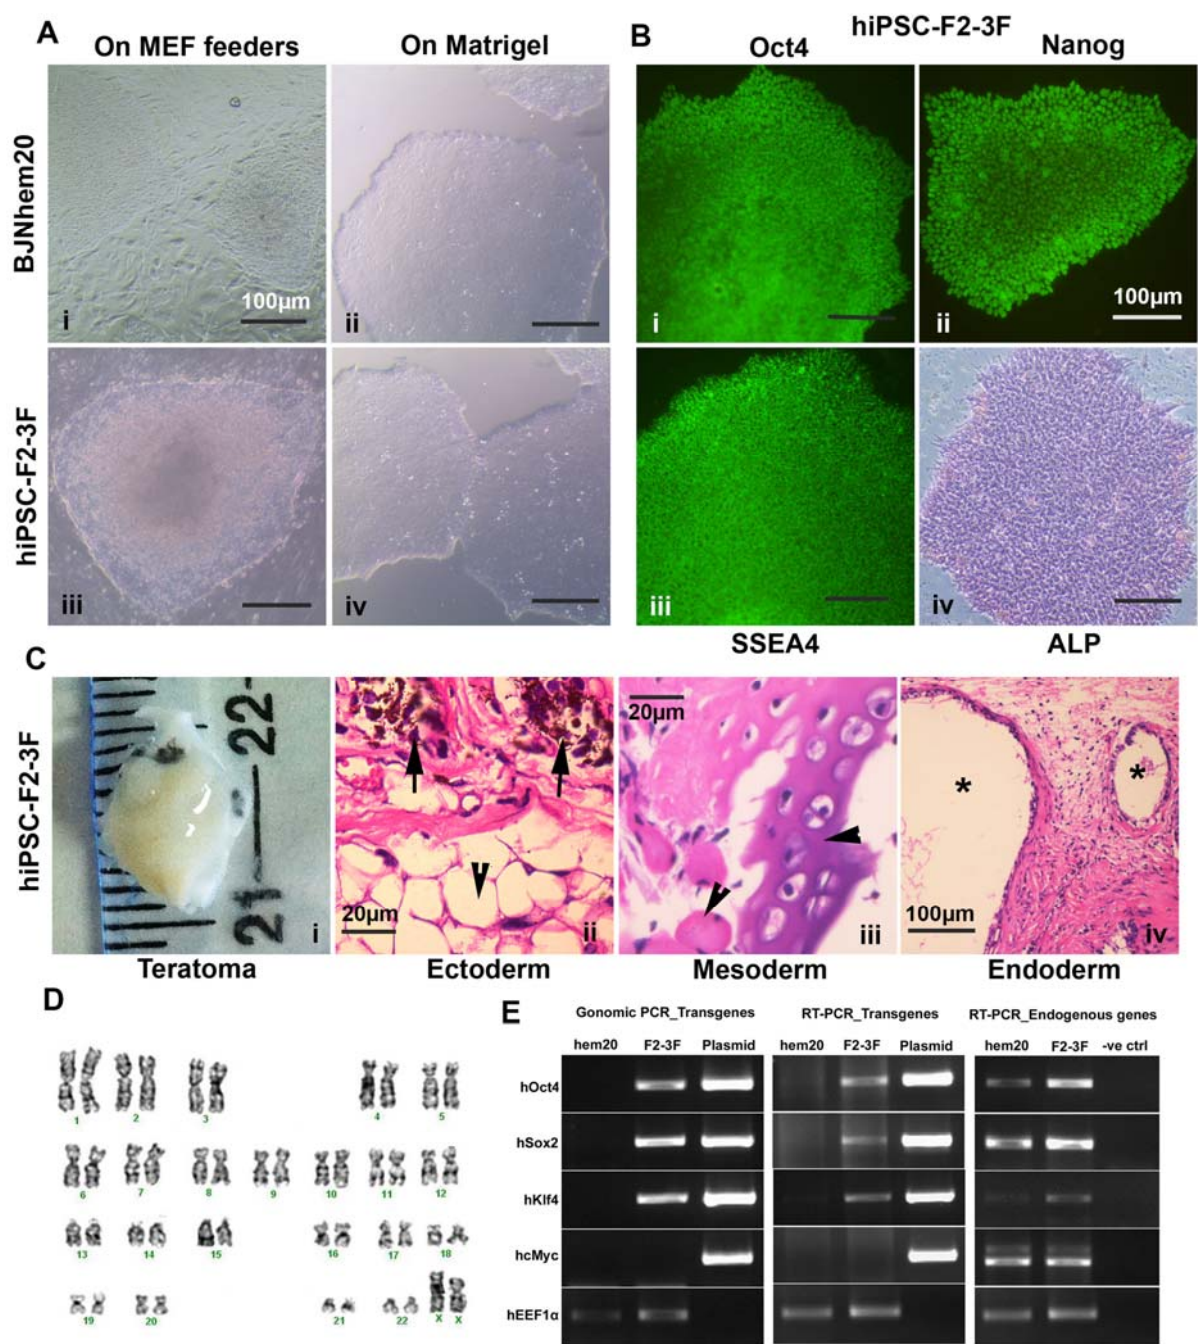 A
On MEF feeders
On Matrigel
BJNhem20
100µm
i
ii
hiPSC-F2-3F
iii
iv
B
hiPSC-F2-3F
Oct4
Nanog
i
ii
100µm
iii
iv
SSEA4
ALP
C
hiPSC-F2-3F
22
21
i
20µm
ii
20µm
iii
100µm
iv
Teratoma
Ectoderm
Mesoderm
Endoderm
D
1 2 3 4 5
6 7 8 9 10 11 12
13 14 15 16 17 18
19 20 21 22 X X
E
Gonomic PCR_Transgenes
RT-PCR_Transgenes
RT-PCR_Endogenous genes
hem20 F2-3F Plasmid
hem20 F2-3F Plasmid
hem20 F2-3F -ve ctrl
hOct4
hSox2
hKlf4
hcMyc
hEEF1α